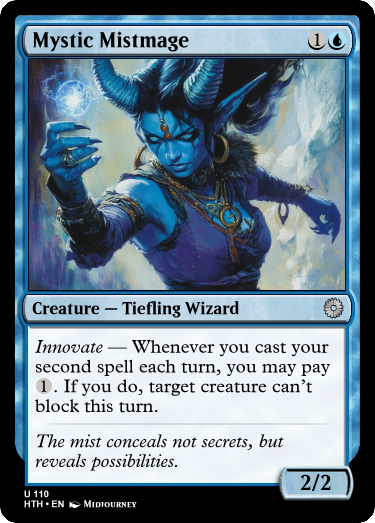 Mystic Mistmage 1
Creature — Tiefling Wizard
Innovate — Whenever you cast your
second spell each turn, you may pay
1. If you do, target creature can't
block this turn.
The mist conceals not secrets, but
reveals possibilities.
2/2
U 110
HTH • EN Midjourney